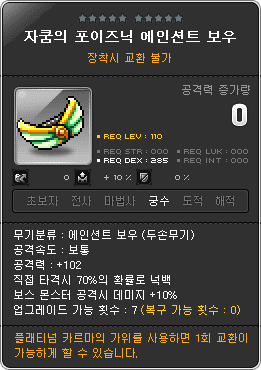 자쿰의 포이즈닉 에인션트 보우
장착시 교환 불가
공격력 증가량
0
REQ LEV : 110
REQ STR : 000 REQ LUK : 000
REQ DEX : 285 REQ INT : 000
0 + 10 % 0 %
초보자 전사 마법사 궁수 도적 해적
무기분류 : 에인션트 보우 (두손무기)
공격속도 : 보통
공격력 : +102
직접 타격시 70%의 확률로 넉백
보스 몬스터 공격시 데미지 +10%
업그레이드 가능 횟수 : 7 (복구 가능 횟수 : 0)
플래티넘 카르마의 가위를 사용하면 1회 교환이
가능하게 할 수 있습니다.